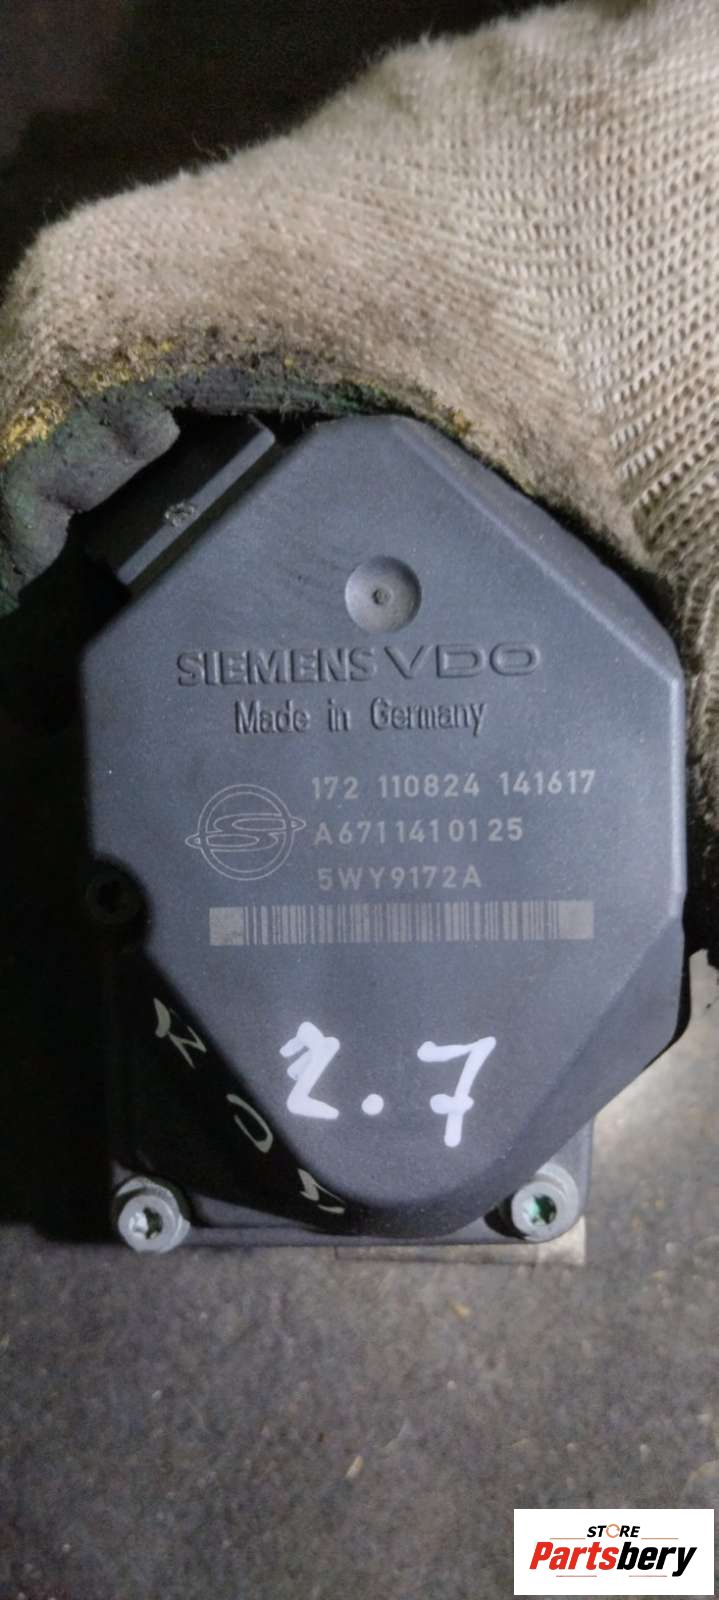 SIEMENS VDO
Made in Germany
172 110824 141617
A6711410125
5WY9172A
2.7
STORE
Partsbery